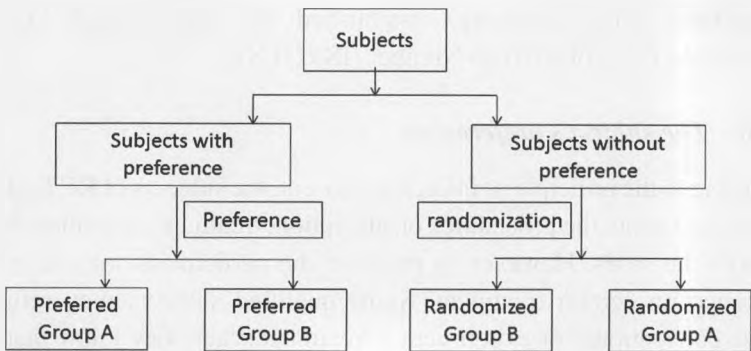 Subjects
Subjects with
preference
Subjects without
preference
Preference
randomization
Preferred
Group A
Preferred
Group B
Randomized
Group B
Randomized
Group A